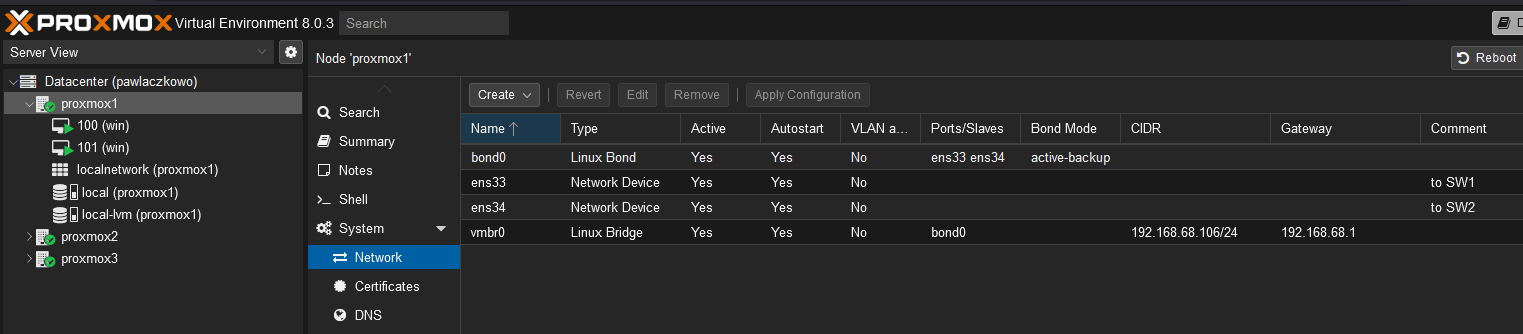 PROXMOX Virtual Environment 8.0.3 Search
Server View
Node 'proxmox1'
Reboot
Datacenter (pawlaczkowo)
proxmox1
100 (win)
101 (win)
localnetwork (proxmox1)
local (proxmox1)
local-lvm (proxmox1)
proxmox2
proxmox3
Search
Summary
Notes
Shell
System
Network
Certificates
DNS
Create Revert Edit Remove Apply Configuration
Name Type Active Autostart VLAN a... Ports/Slaves Bond Mode CIDR Gateway Comment
bond0 Linux Bond Yes Yes No ens33 ens34 active-backup
ens33 Network Device Yes Yes No to SW1
ens34 Network Device Yes Yes No to SW2
vmbr0 Linux Bridge Yes Yes No bond0 192.168.68.106/24 192.168.68.1